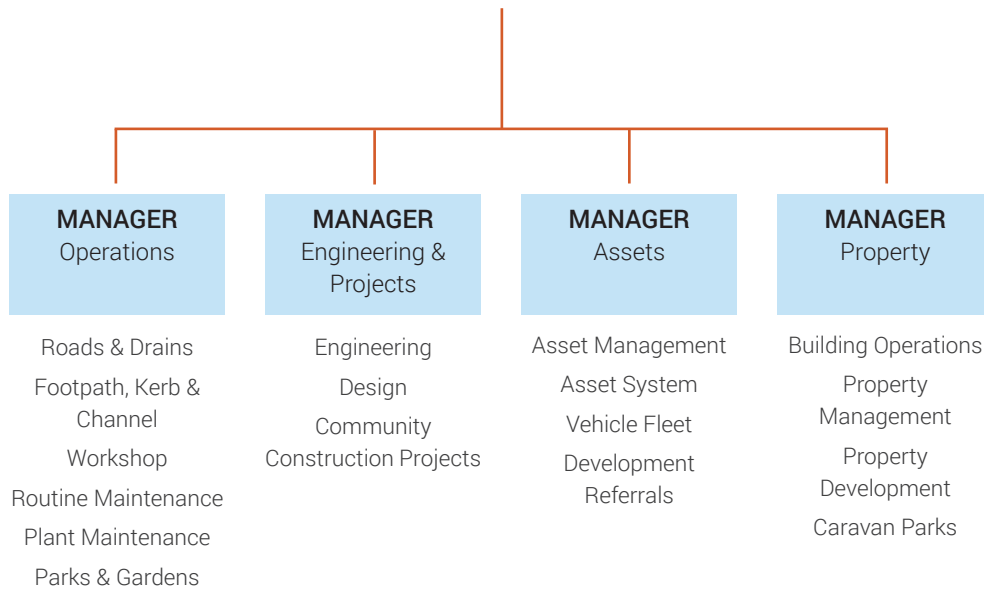 MANAGER
Operations
Roads & Drains
Footpath, Kerb &
Channel
Workshop
Routine Maintenance
Plant Maintenance
Parks & Gardens
MANAGER
Engineering &
Projects
Engineering
Design
Community
Construction Projects
MANAGER
Assets
Asset Management
Asset System
Vehicle Fleet
Development
Referrals
MANAGER
Property
Building Operations
Property
Management
Property
Development
Caravan Parks